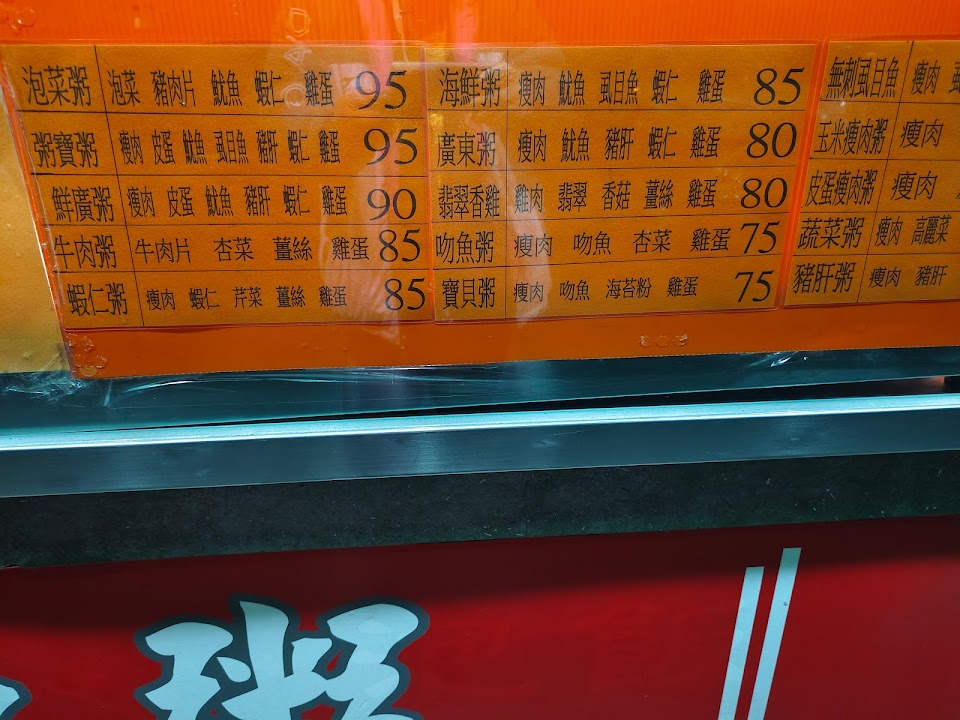 泡菜粥 泡菜 豬肉片 魷魚 蝦仁 雞蛋 95
粥寶粥 瘦肉 皮蛋 魷魚 虱目魚 豬肝 蝦仁 雞蛋 95
鮮廣粥 瘦肉 皮蛋 魷魚 豬肝 蝦仁 雞蛋 90
牛肉粥 牛肉片 杏菜 薑絲 雞蛋 85
蝦仁粥 瘦肉 蝦仁 芹菜 薑絲 雞蛋 85
海鮮粥 瘦肉 魷魚 虱目魚 蝦仁 雞蛋 85
廣東粥 瘦肉 魷魚 豬肝 蝦仁 雞蛋 80
翡翠香雞 雞肉 翡翠 香菇 薑絲 雞蛋 80
吻魚粥 瘦肉 吻魚 杏菜 雞蛋 75
寶貝粥 瘦肉 吻魚 海苔粉 雞蛋 75
無刺虱目魚 瘦肉 虱
玉米瘦肉粥 瘦肉
皮蛋瘦肉粥 瘦肉
蔬菜粥 瘦肉 高麗菜
豬肝粥 瘦肉 豬肝
粥